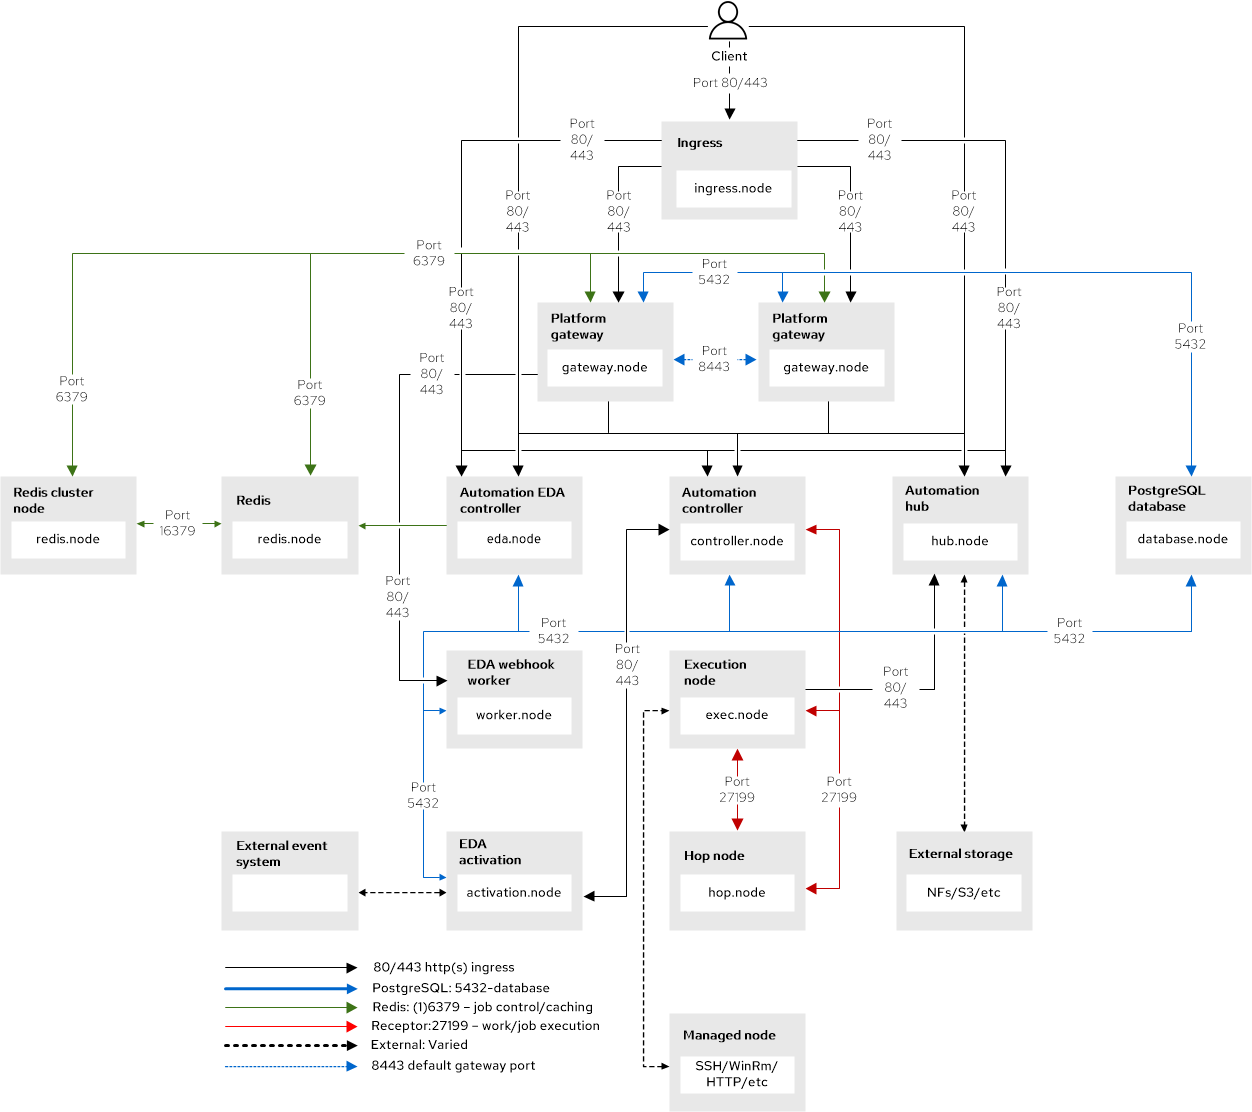 Client
Port 80/443
Port
80/
443
Ingress
ingress.node
Port
80/
443
Port
80/
443
Port
80/
443
Port
80/
443
Port
80/
443
Port
6379
Port
5432
Port
80/
443
Port
80/
443
Platform
gateway
gateway.node
Port
8443
Platform
gateway
gateway.node
Port
5432
Port
80/
443
Port
6379
Port
6379
Redis cluster
node
redis.node
Port
16379
Redis
redis.node
Automation EDA
controller
eda.node
Automation
controller
controller.node
Automation
hub
hub.node
PostgreSQL
database
database.node
Port
80/
443
Port
5432
Port
5432
Port
80/
443
EDA webhook
worker
worker.node
Execution
node
exec.node
Port
80/
443
Port
5432
Port
27199
Port
27199
External event
system
EDA
activation
activation.node
Hop node
hop.node
External storage
NFs/S3/etc
80/443 http(s) ingress
PostgreSQL: 5432-database
Redis: (1)6379 – job control/caching
Receptor:27199 – work/job execution
External: Varied
8443 default gateway port
Managed node
SSH/WinRm/
HTTP/etc